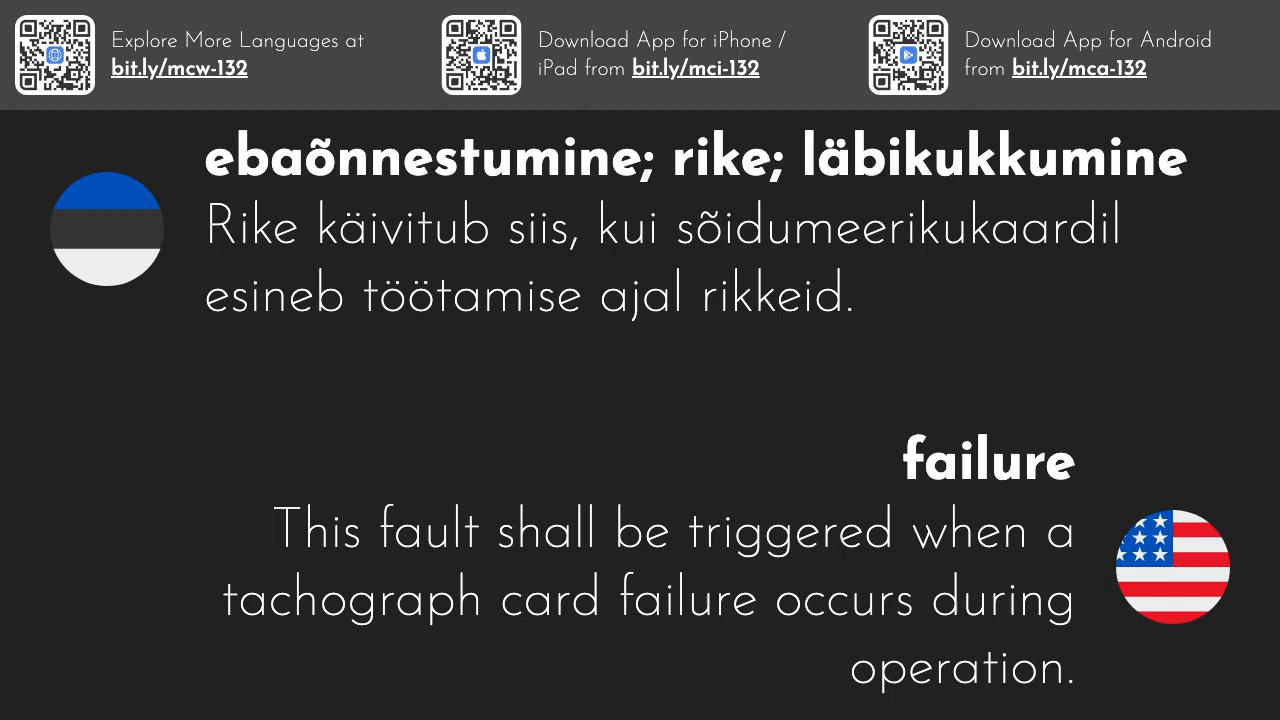 Explore More Languages at
bit.ly/mcw-132
Download App for iPhone /
iPad from bit.ly/mci-132
Download App for Android
from bit.ly/mca-132
ebaõnnestumine; rike; läbikukkumine
Rike käivitub siis, kui sõidumeerikukaardil
esineb töötamise ajal rikkeid.
failure
This fault shall be triggered when a
tachograph card failure occurs during
operation.